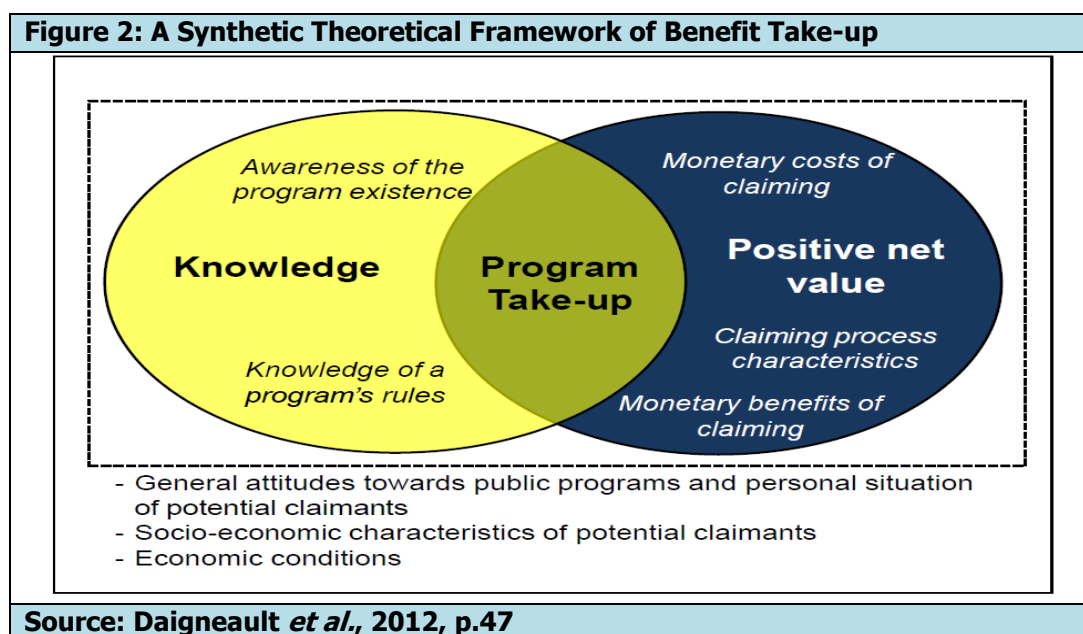 Figure 2: A Synthetic Theoretical Framework of Benefit Take-up
Awareness of the
program existence
Knowledge
Knowledge of a
program's rules
Program
Take-up
Monetary costs of
claiming
Positive net
value
Claiming process
characteristics
Monetary benefits of
claiming
- General attitudes towards public programs and personal situation
of potential claimants
- Socio-economic characteristics of potential claimants
- Economic conditions
Source: Daigneault et al., 2012, p.47